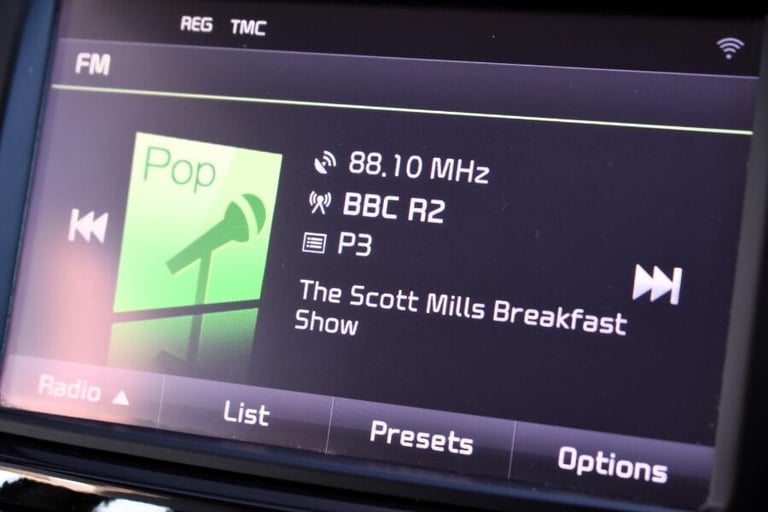 REG TMC
FM
Pop
88.10 MHz
BBC R2
P3
The Scott Mills Breakfast
Show
Radio ▲ List Presets Options